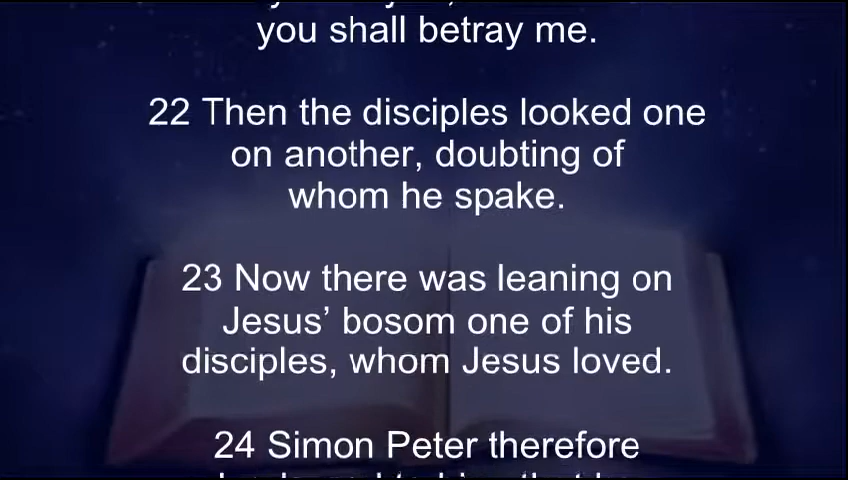 you shall betray me.
22 Then the disciples looked one
on another, doubting of
whom he spake.
23 Now there was leaning on
Jesus’ bosom one of his
disciples, whom Jesus loved.
24 Simon Peter therefore